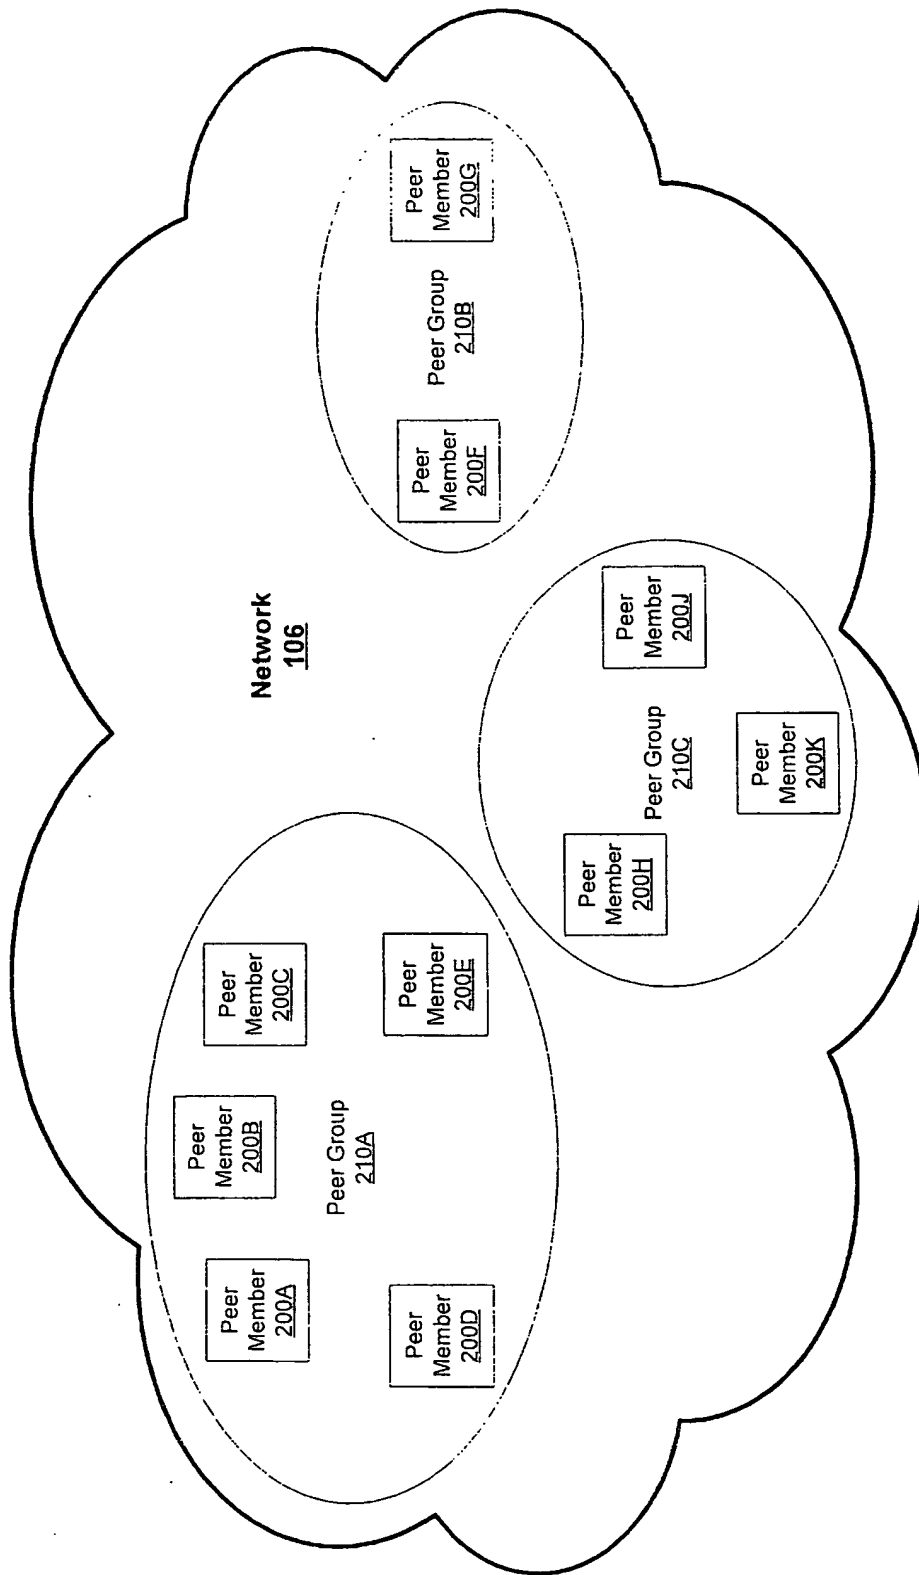 Network
106
Peer
Member
200A
Peer
Member
200B
Peer
Member
200C
Peer Group
210A
Peer
Member
200D
Peer
Member
200E
Peer
Member
200F
Peer Group
210B
Peer
Member
200G
Peer
Member
200H
Peer Group
210C
Peer
Member
200J
Peer
Member
200K